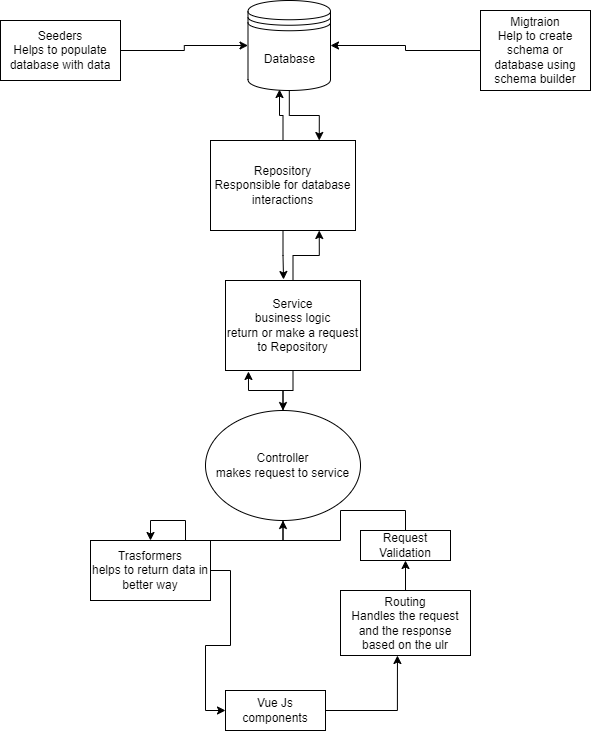 Seeders
Helps to populate
database with data
Database
Migtraion
Help to create
schema or
database using
schema builder
Repository
Responsible for database
interactions
Service
business logic
return or make a request
to Repository
Controller
makes request to service
Trasformers
helps to return data in
better way
Request
Validation
Routing
Handles the request
and the response
based on the ulr
Vue Js
components